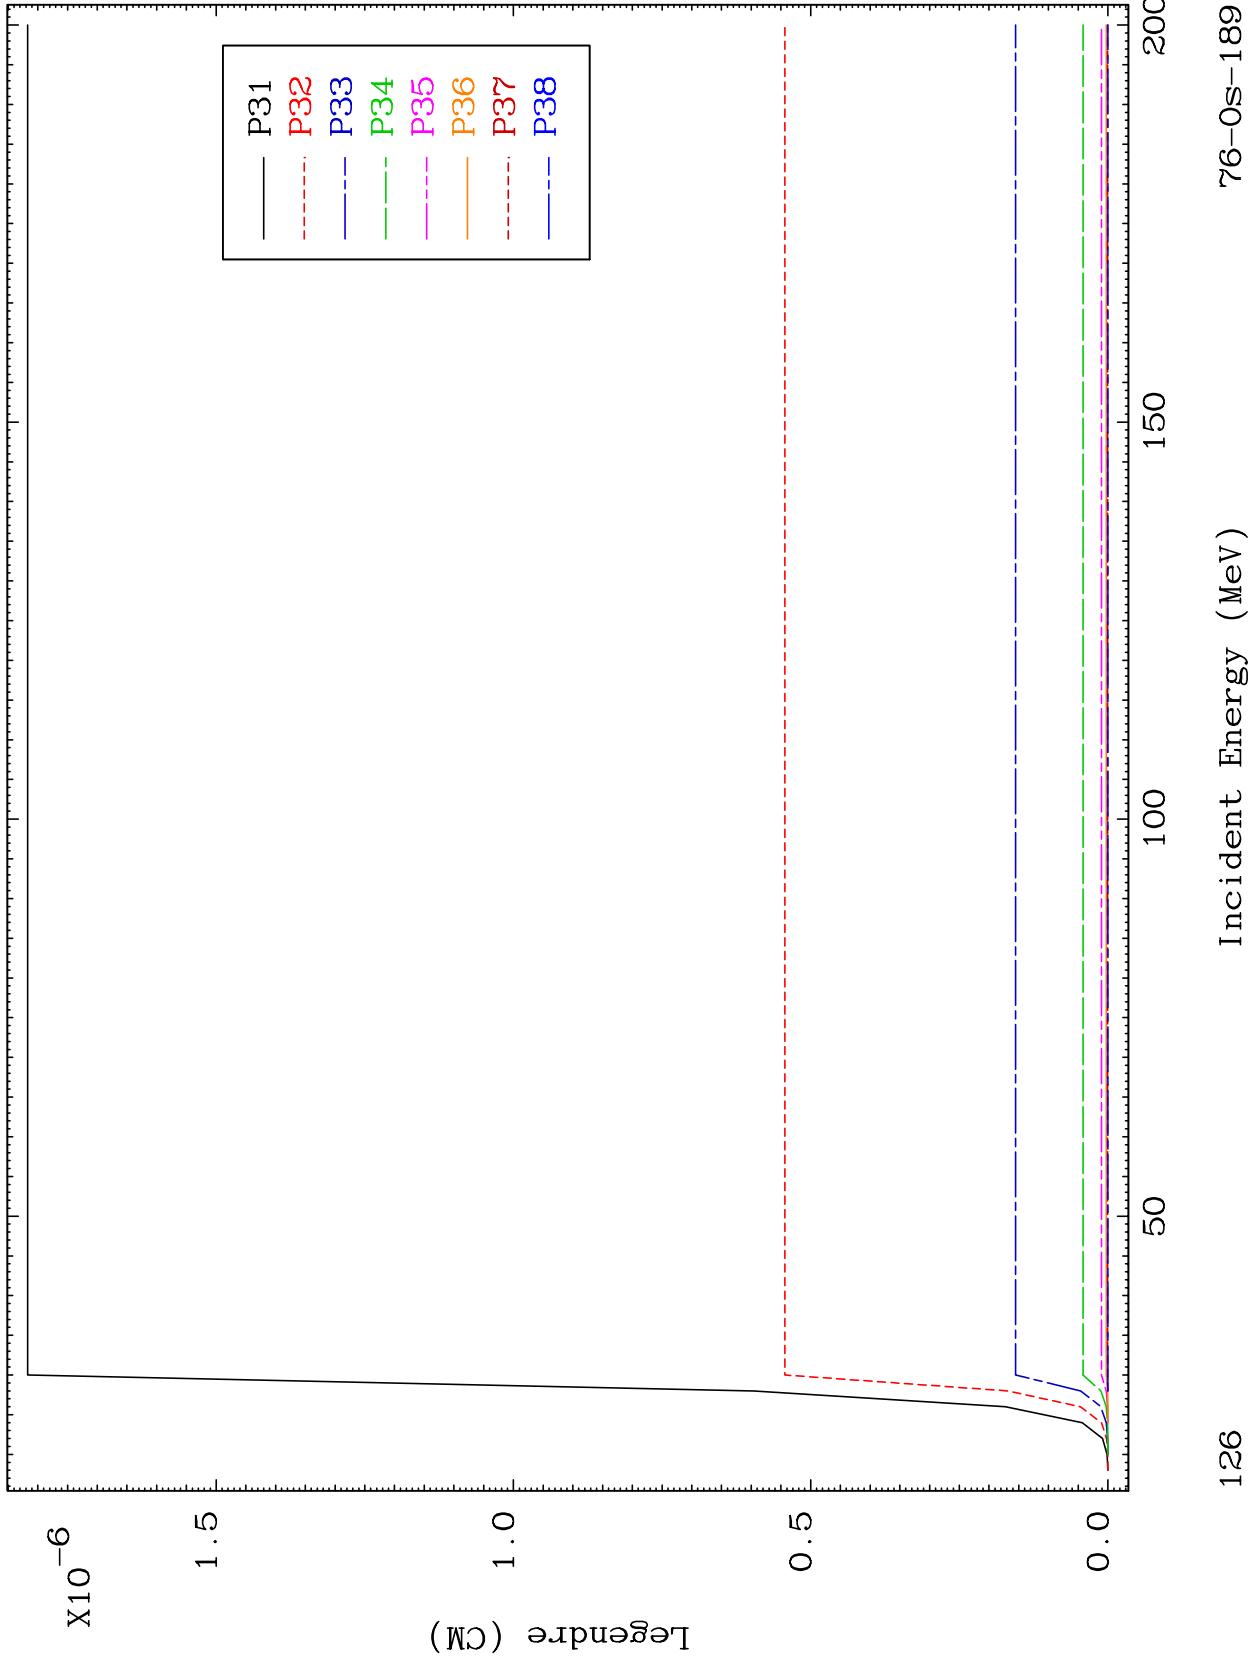 X10-6
1.5
1.0
0.5
0.0
Legendre (CM)
P31
P32
P33
P34
P35
P36
P37
P38
50
100
150
200
Incident Energy (MeV)
126
76-Os-189